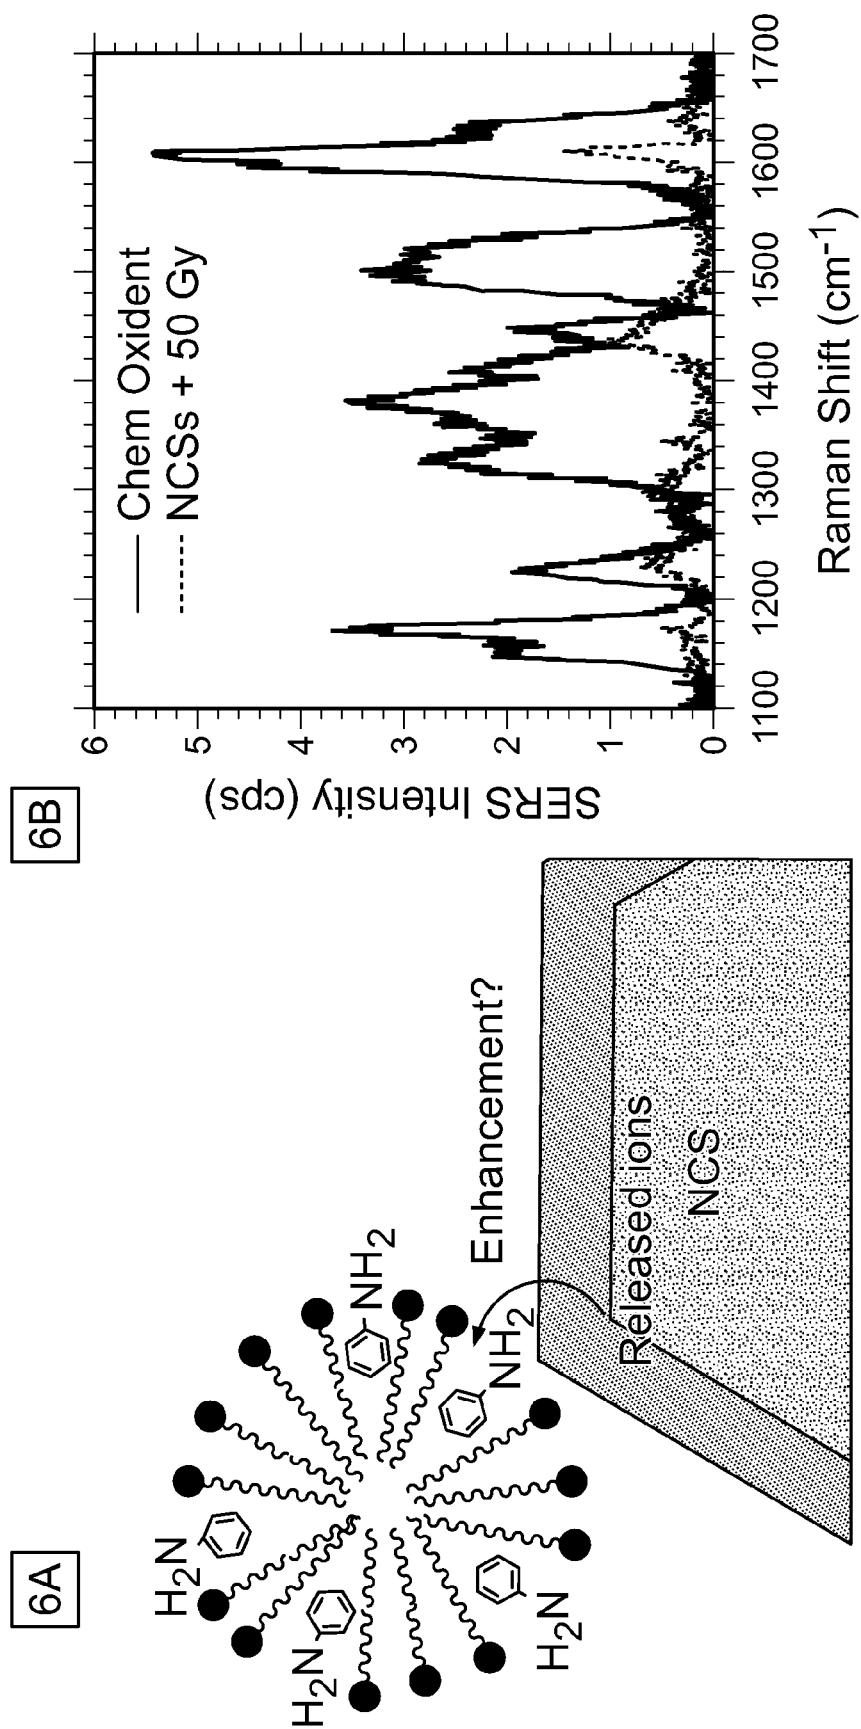 6A
H2N
H2N
NH2
NH2
H2N
Enhancement?
Released ions
NCS
6B
Chem Oxident
NCSs + 50 Gy
SERS Intensity (cps)
6
5
4
3
2
1
0
1100 1200 1300 1400 1500 1600 1700
Raman Shift (cm-1)